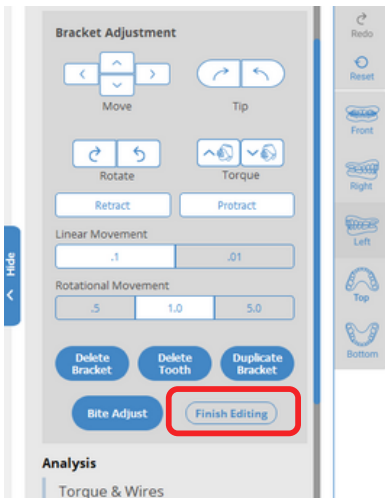 Bracket Adjustment
Move
Tip
Rotate
Torque
Retract
Protract
Linear Movement
.1
.01
Rotational Movement
.5
1.0
5.0
Delete
Bracket
Delete
Tooth
Duplicate
Bracket
Bite Adjust
Finish Editing
Analysis
Torque & Wires
Hide
Redo
Reset
Front
Right
Left
Top
Bottom